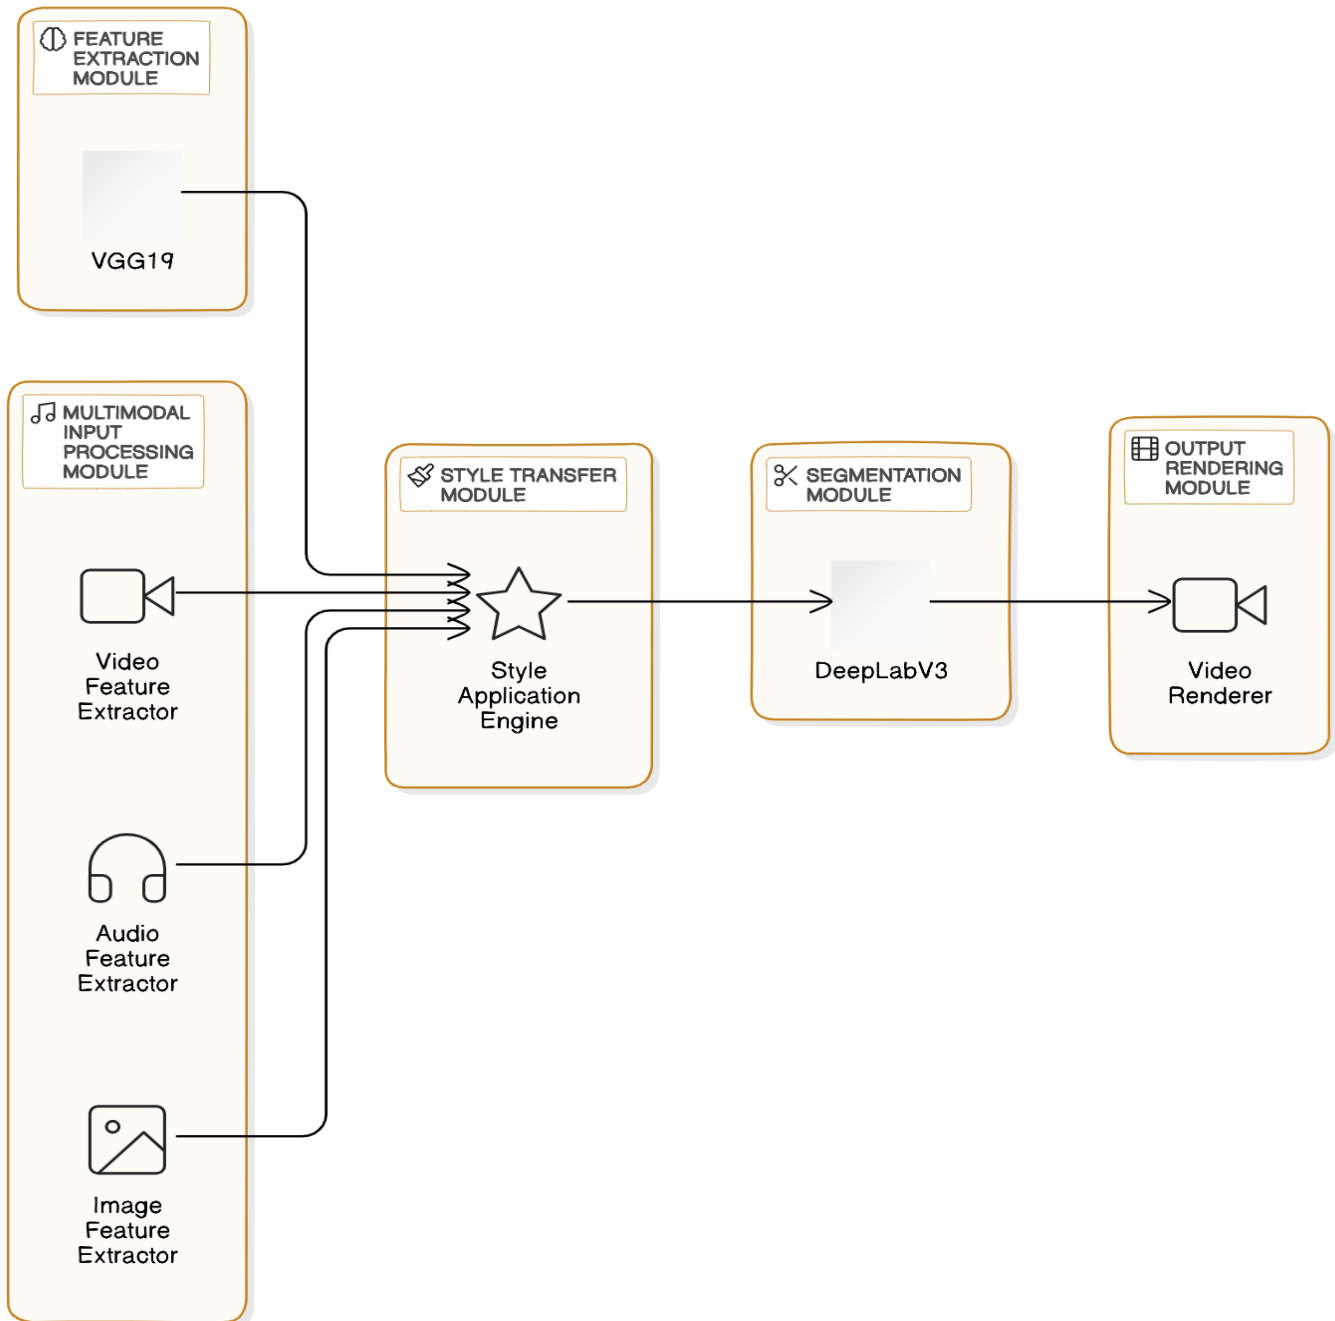 FEATURE
EXTRACTION
MODULE
VGG19
MULTIMODAL
INPUT
PROCESSING
MODULE
Video
Feature
Extractor
Audio
Feature
Extractor
Image
Feature
Extractor
STYLE TRANSFER
MODULE
Style
Application
Engine
SEGMENTATION
MODULE
DeepLabV3
OUTPUT
RENDERING
MODULE
Video
Renderer